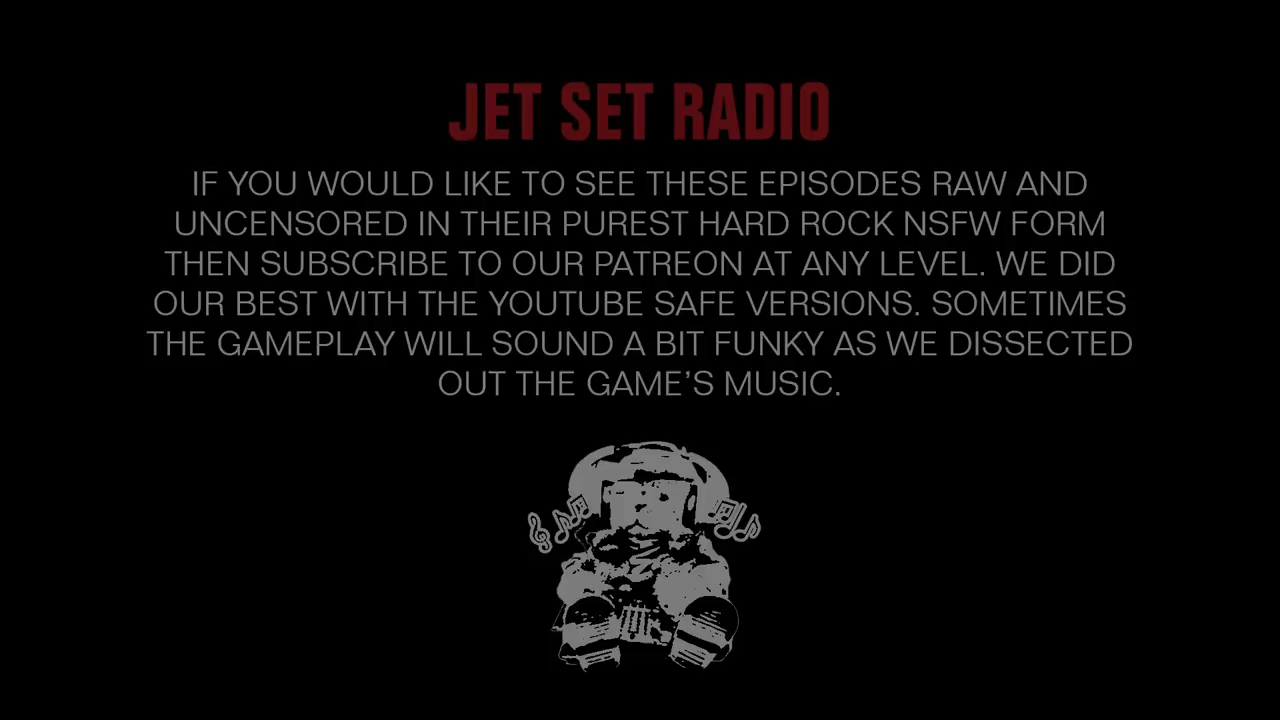 JET SET RADIO
IF YOU WOULD LIKE TO SEE THESE EPISODES RAW AND
UNCENSORED IN THEIR PUREST HARD ROCK NSFW FORM
THEN SUBSCRIBE TO OUR PATREON AT ANY LEVEL. WE DID
OUR BEST WITH THE YOUTUBE SAFE VERSIONS. SOMETIMES
THE GAMEPLAY WILL SOUND A BIT FUNKY AS WE DISSECTED
OUT THE GAME’S MUSIC.